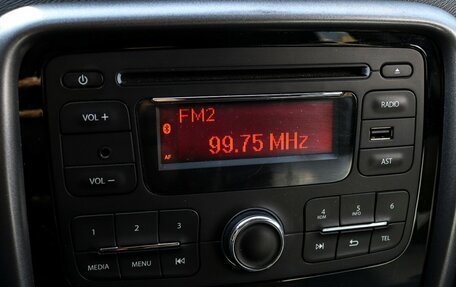 FM2
99.75 MHz
AF
VOL +
VOL −
RADIO
AST
1 2 3
MEDIA MENU
4 5 6
RDM INFO
TEL